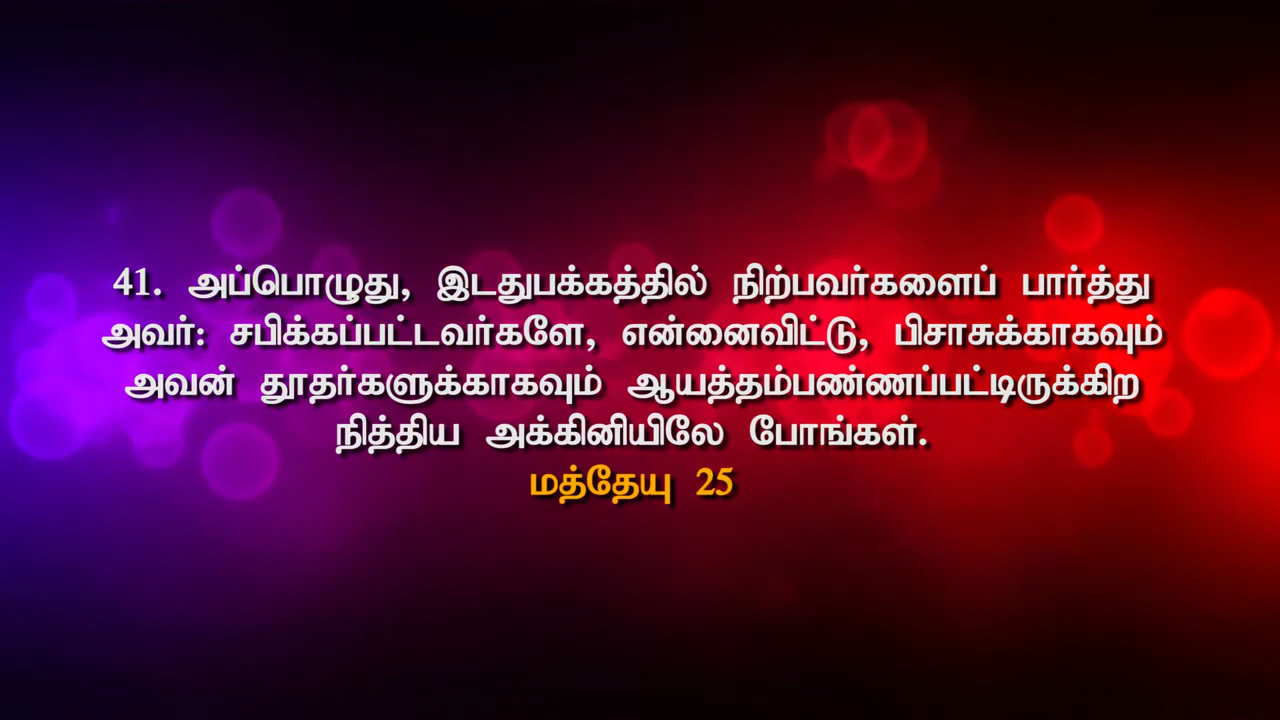 41. அப்பொழுது, இடதுபக்கத்தில் நிற்பவர்களைப் பார்த்து
அவர்: சபிக்கப்பட்டவர்களே, என்னைவிட்டு, பிசாசுக்காகவும்
அவன் தூதர்களுக்காகவும் ஆயத்தம்பண்ணப்பட்டிருக்கிற
நித்திய அக்கினியிலே போங்கள்.
மத்தேயு 25